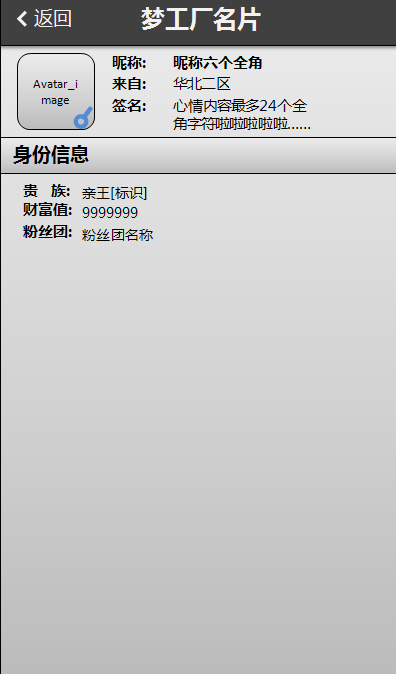 返回 梦工厂名片
Avatar_i
mage
昵称: 昵称六个全角
来自: 华北二区
签名: 心情内容最多24个全
角字符啦啦啦啦啦......
身份信息
贵 族: 亲王[标识]
财富值: 9999999
粉丝团: 粉丝团名称